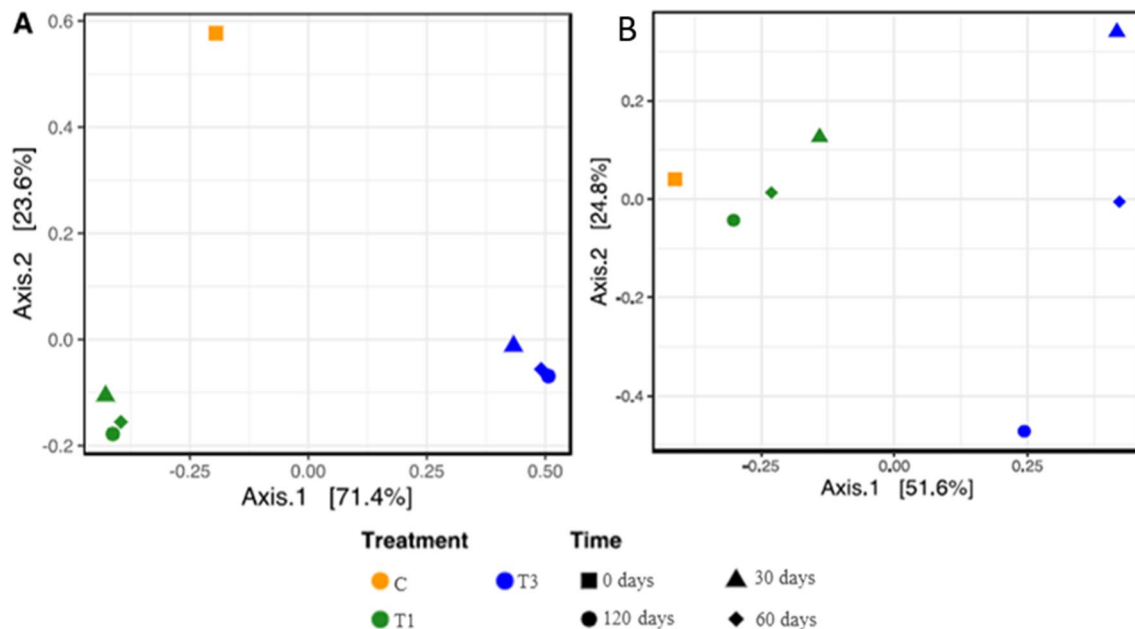 A
0.6
0.4
0.2
0.0
-0.2
Axis.2 [23.6%]
-0.25 0.00 0.25 0.50
Axis.1 [71.4%]
B
0.2
0.0
-0.2
-0.4
Axis.2 [24.8%]
-0.25 0.00 0.25
Axis.1 [51.6%]
Treatment Time
C T3 0 days 30 days
T1 120 days 60 days